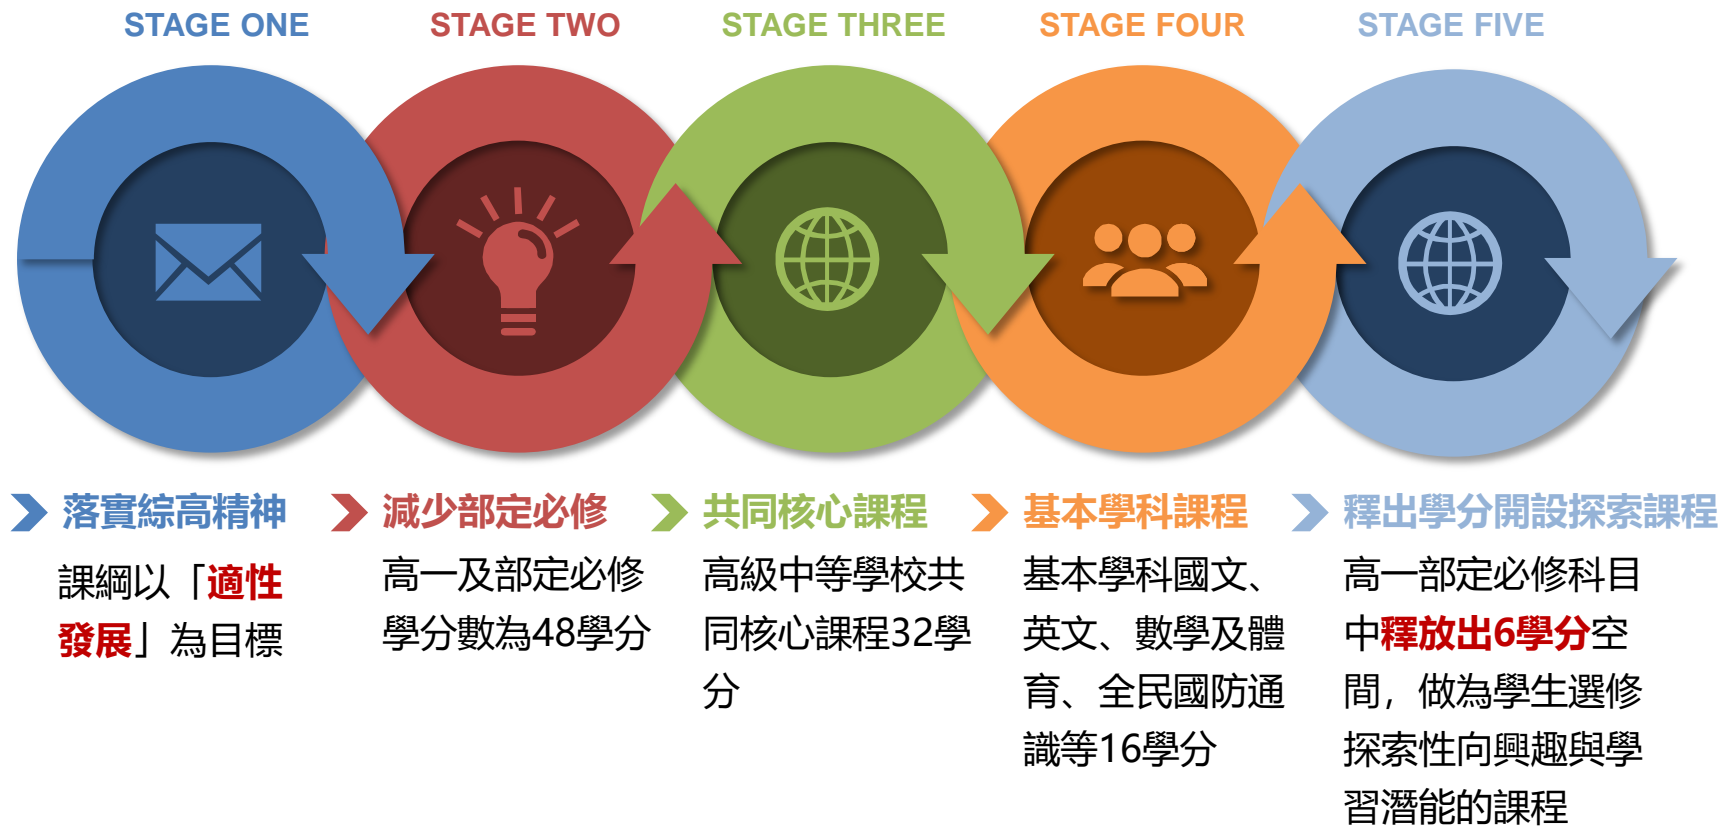 STAGE ONE
STAGE TWO
STAGE THREE
STAGE FOUR
STAGE FIVE
落實綜高精神
課綱以「適性
發展」為目標
減少部定必修
高一及部定必修
學分數為48學分
共同核心課程
高級中等學校共
同核心課程32學
分
基本學科課程
基本學科國文、
英文、數學及體
育、全民國防通
識等16學分
釋出學分開設探索課程
高一部定必修科目
中釋放出6學分空
間，做為學生選修
探索性向興趣與學
習潛能的課程